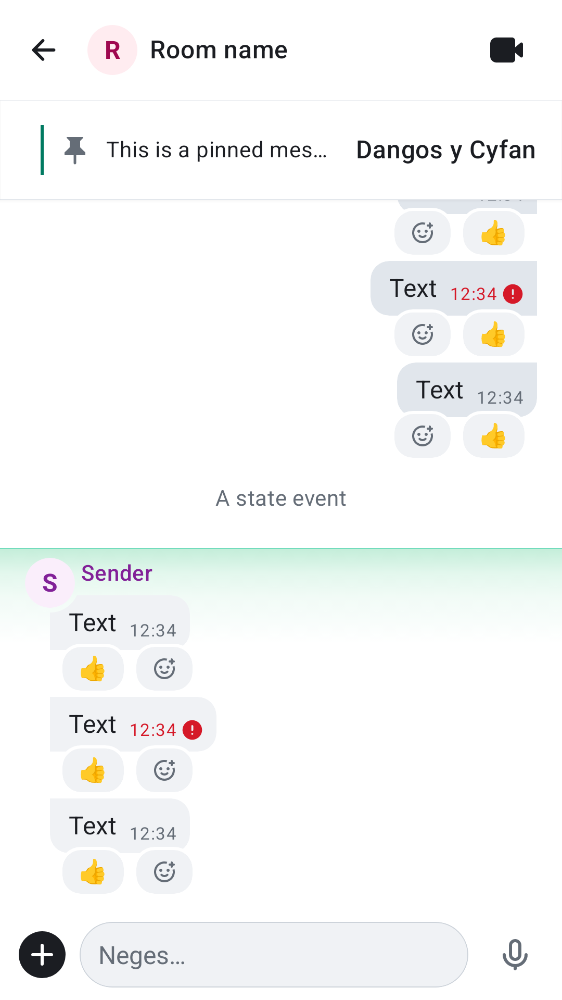 R Room name
This is a pinned mes… Dangos y Cyfan
Text 12:34
Text 12:34
A state event
S Sender
Text 12:34
Text 12:34
Text 12:34
Neges…